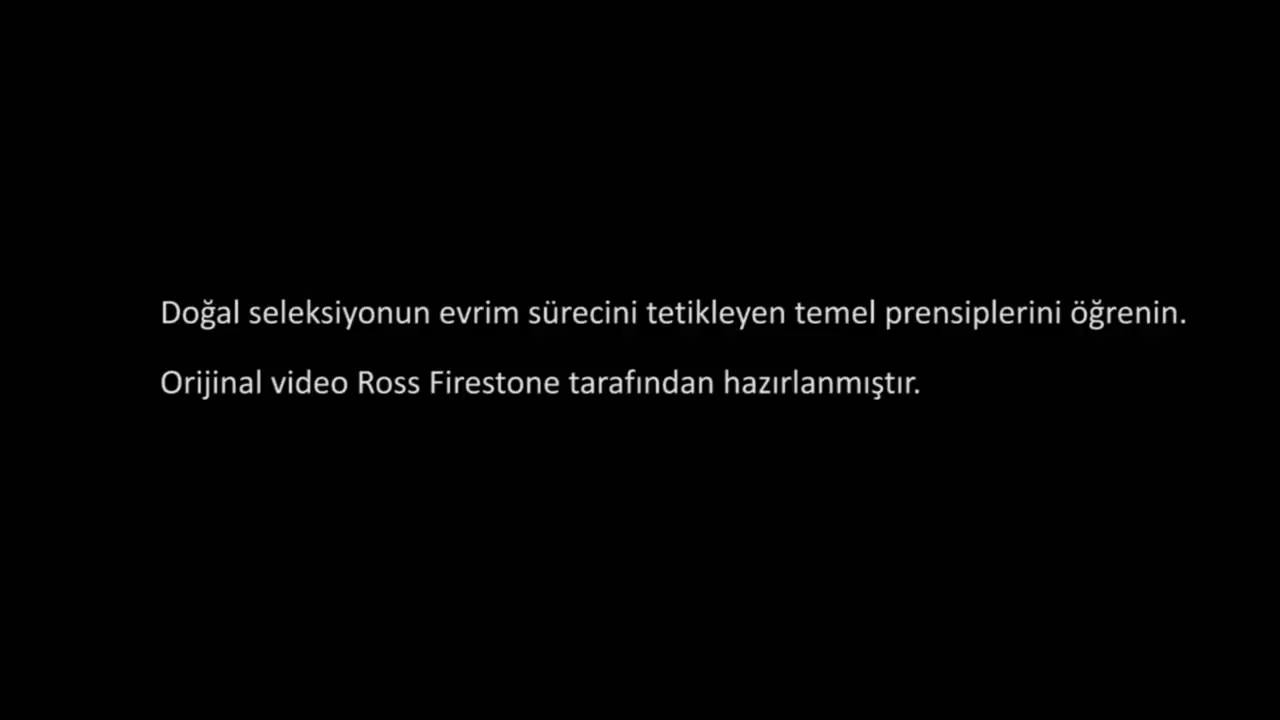 Doğal seleksiyonun evrim sürecini tetikleyen temel prensiplerini öğrenin.
Orijinal video Ross Firestone tarafından hazırlanmıştır.